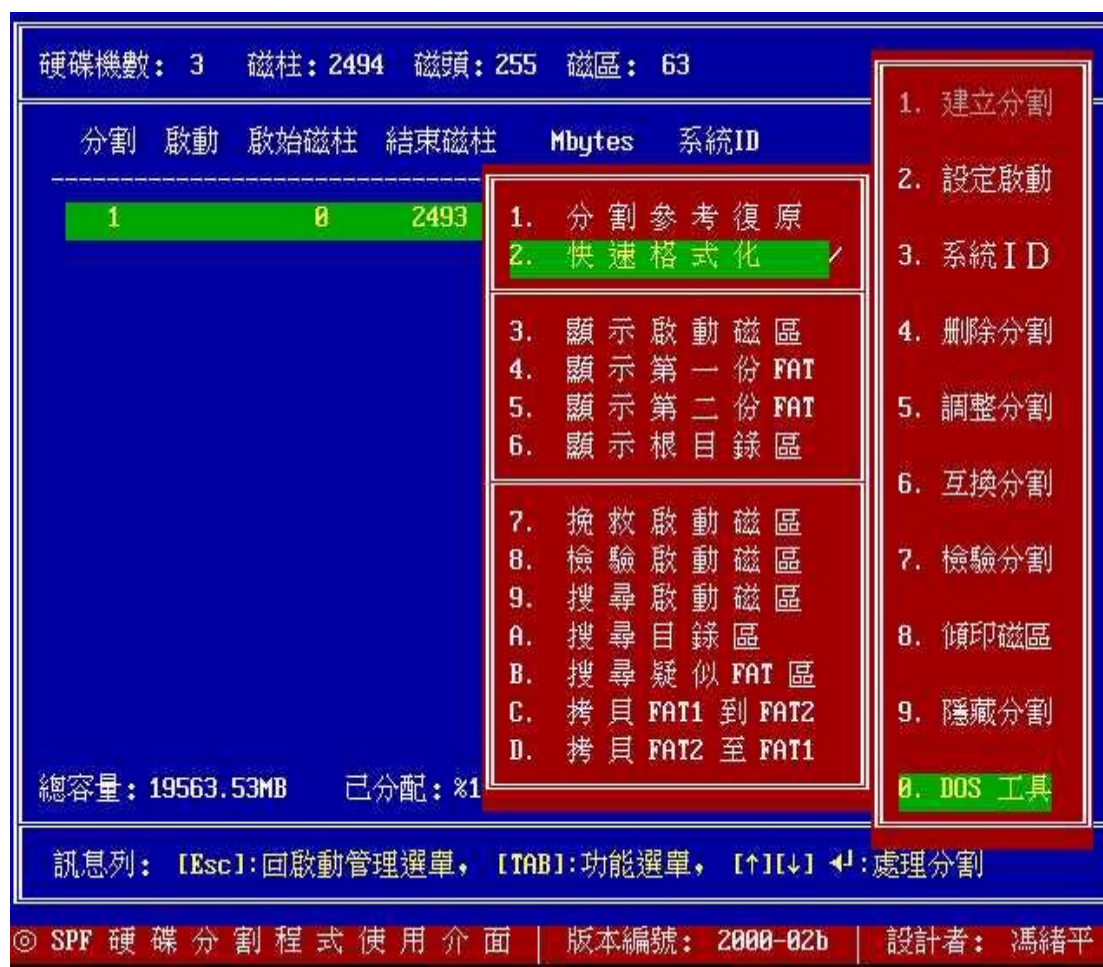 硬碟機數: 3 磁柱:2494 磁頭:255 磁區: 63
分割 啟動 啟始磁柱 結束磁柱 Mbytes 系統ID
1 0 2493
1. 分割參考復原
2. 快速格式化 ✓
3. 顯示啟動磁區
4. 顯示第一份 FAT
5. 顯示第二份 FAT
6. 顯示根目錄區
7. 挽救啟動磁區
8. 檢驗啟動磁區
9. 搜尋啟動磁區
A. 搜尋目錄區
B. 搜尋疑似 FAT 區
C. 拷貝 FAT1 到 FAT2
D. 拷貝 FAT2 至 FAT1
1. 建立分割
2. 設定啟動
3. 系統ID
4. 刪除分割
5. 調整分割
6. 互換分割
7. 檢驗分割
8. 傾印磁區
9. 隱藏分割
0. DOS 工具
總容量:19563.53MB 已分配:%1
訊息列: [Esc]:回啟動管理選單, [TAB]:功能選單, [↑][↓] ↵:處理分割
◎ SPF 硬碟分割程式使用介面 | 版本編號: 2000-02b | 設計者: 馮緒平